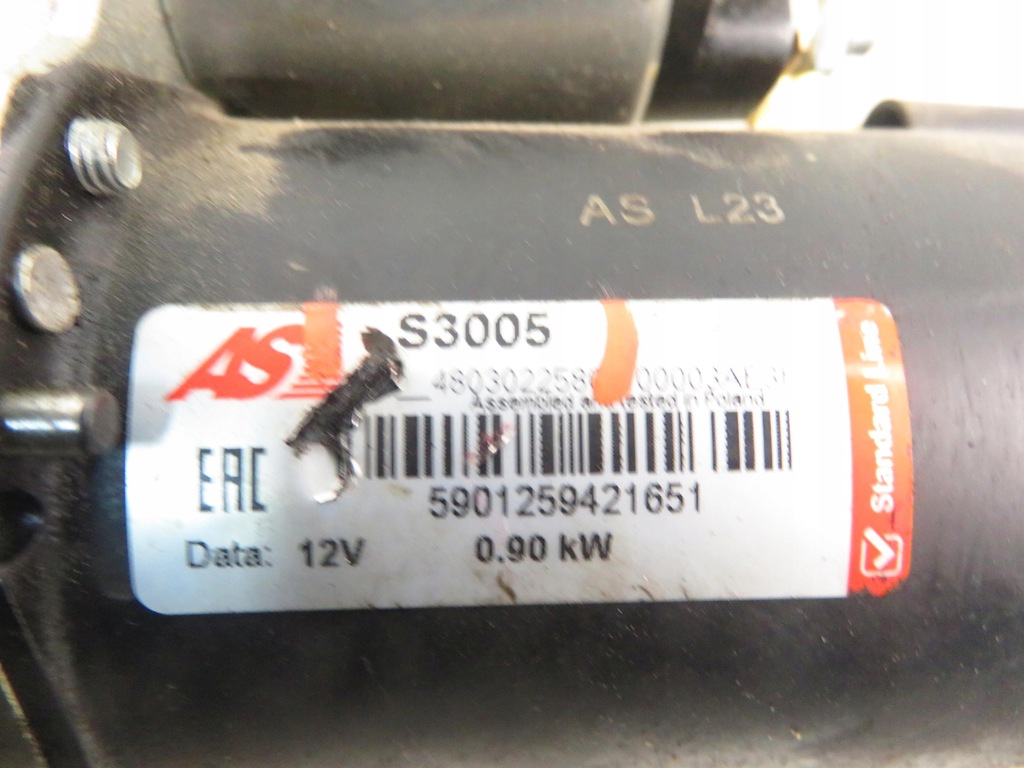 AS L23
AS
S3005
Assembled and tested in Poland
EAC
5901259421651
Data: 12V 0.90 kW
Standard Line